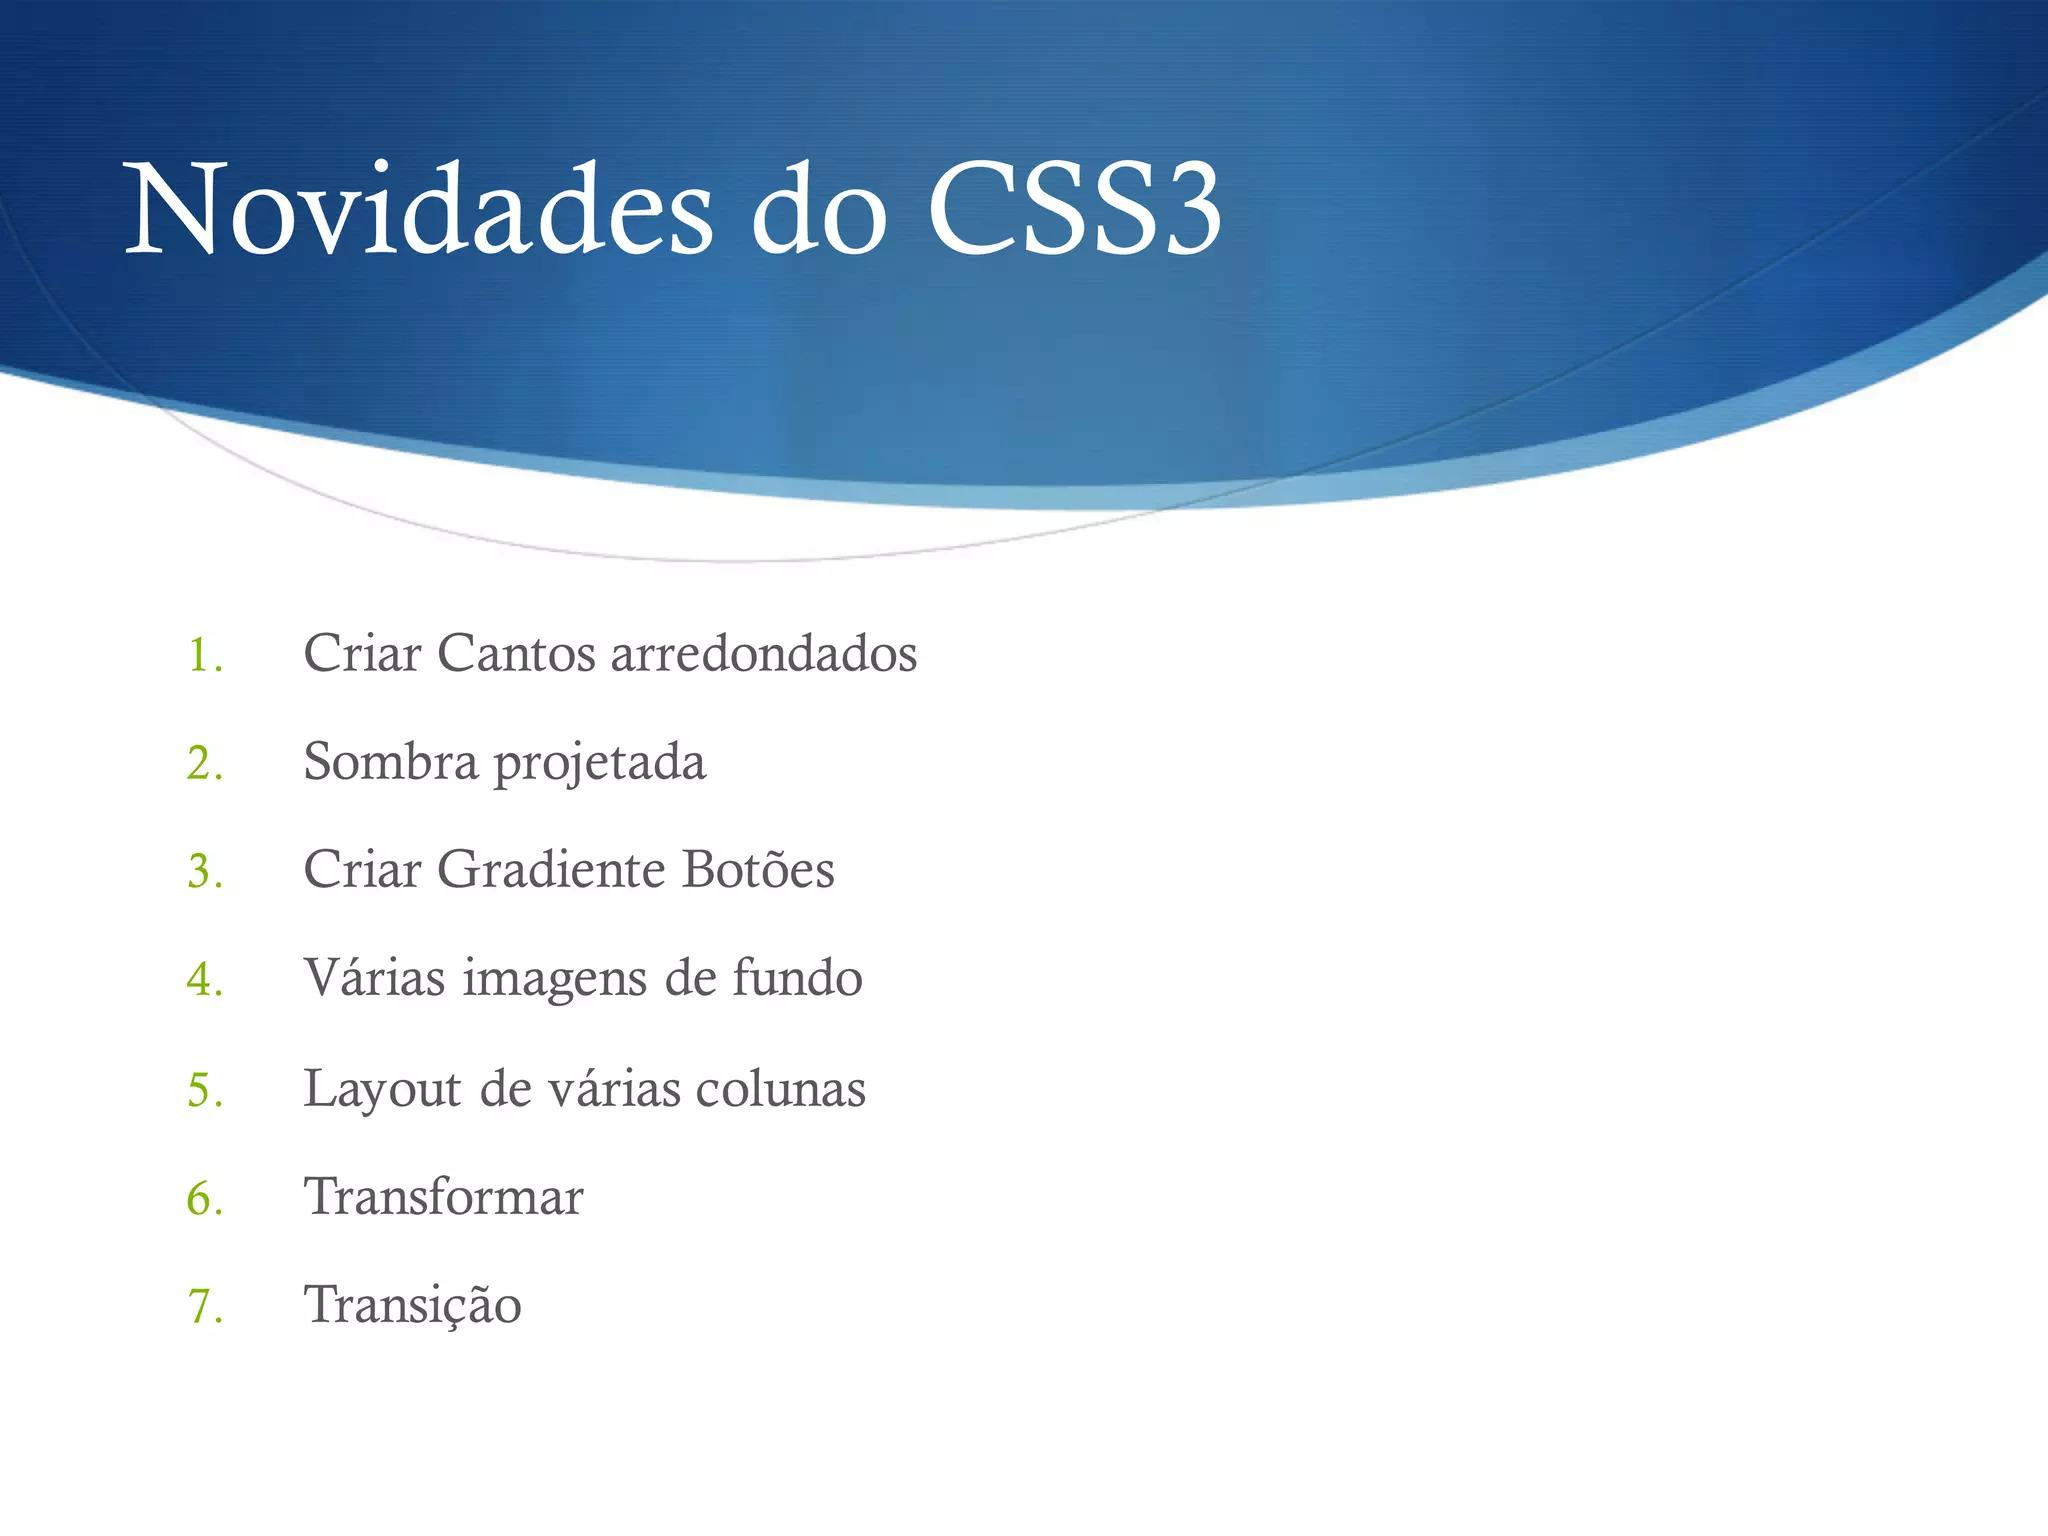 Novidades do CSS3
1. Criar Cantos arredondados
2. Sombra projetada
3. Criar Gradiente Botões
4. Várias imagens de fundo
5. Layout de várias colunas
6. Transformar
7. Transição